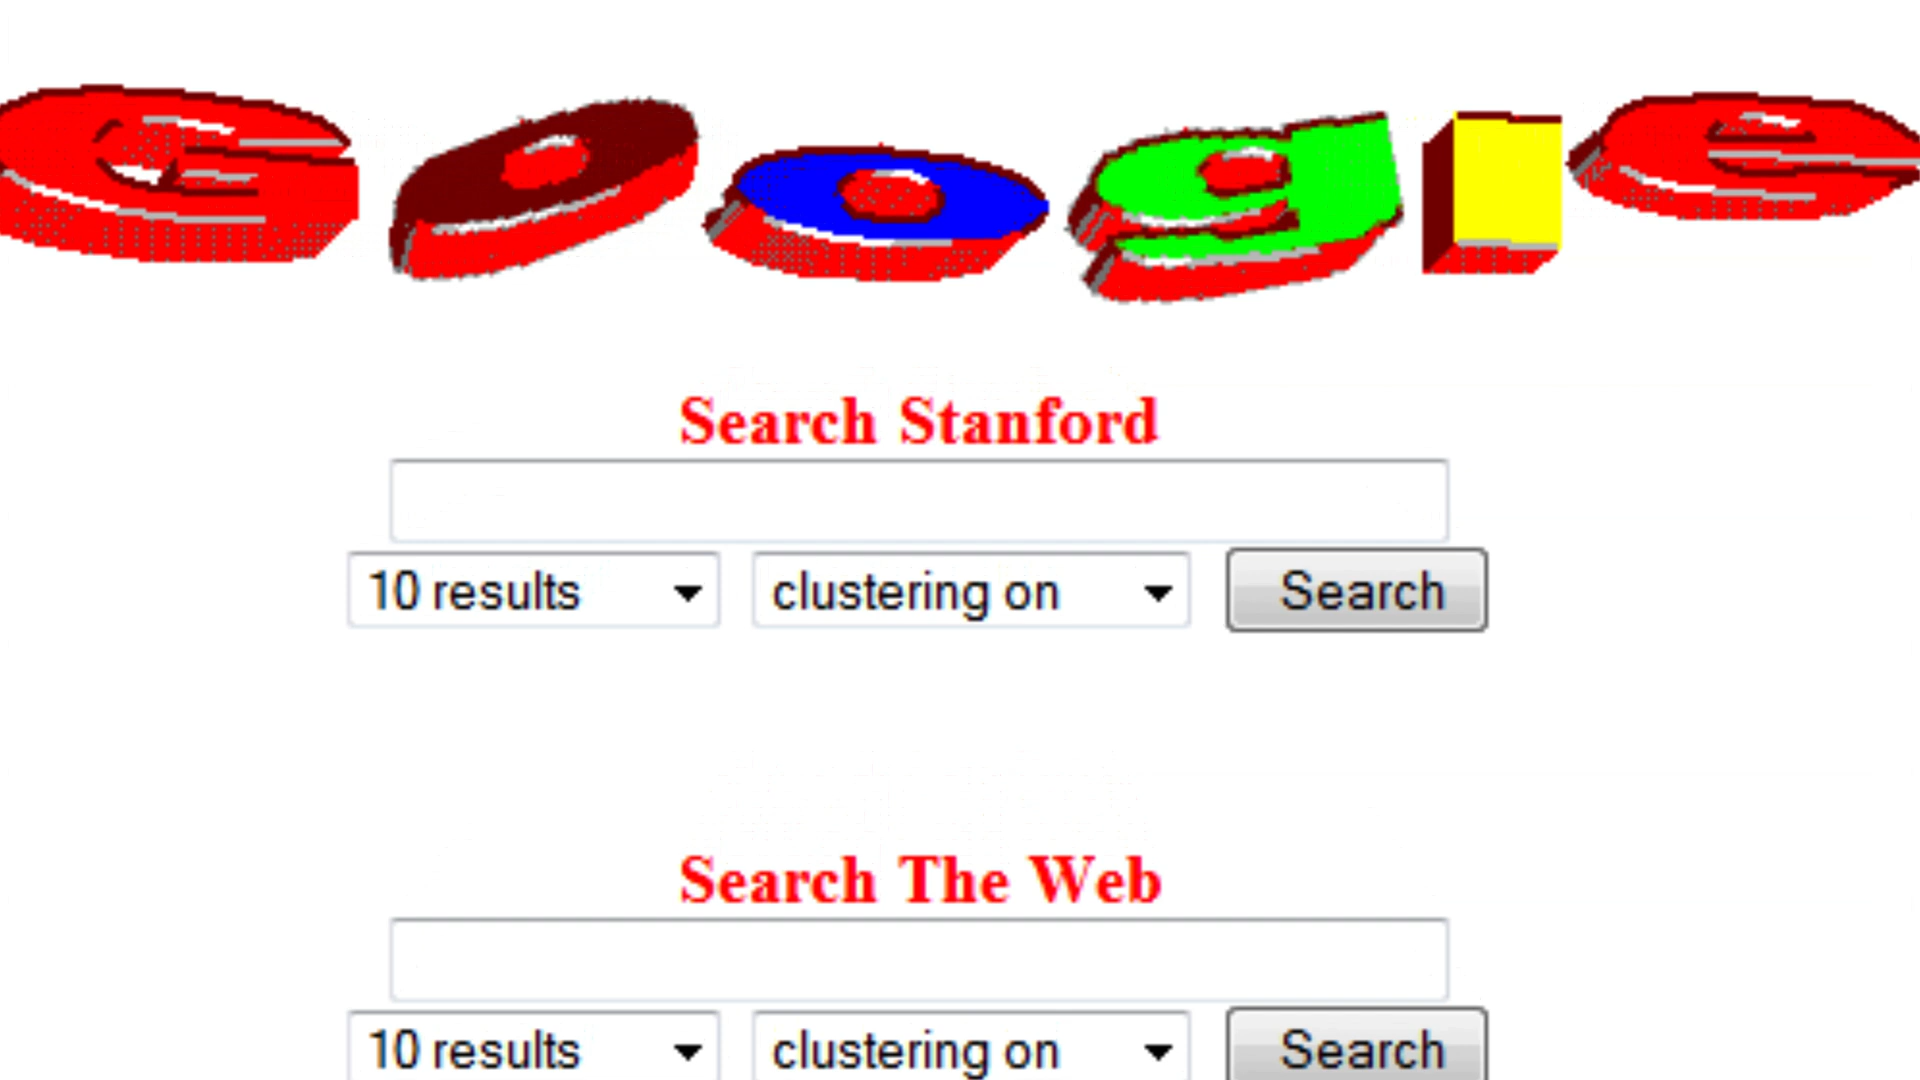 Google
Search Stanford
10 results clustering on Search
Search The Web
10 results clustering on Search